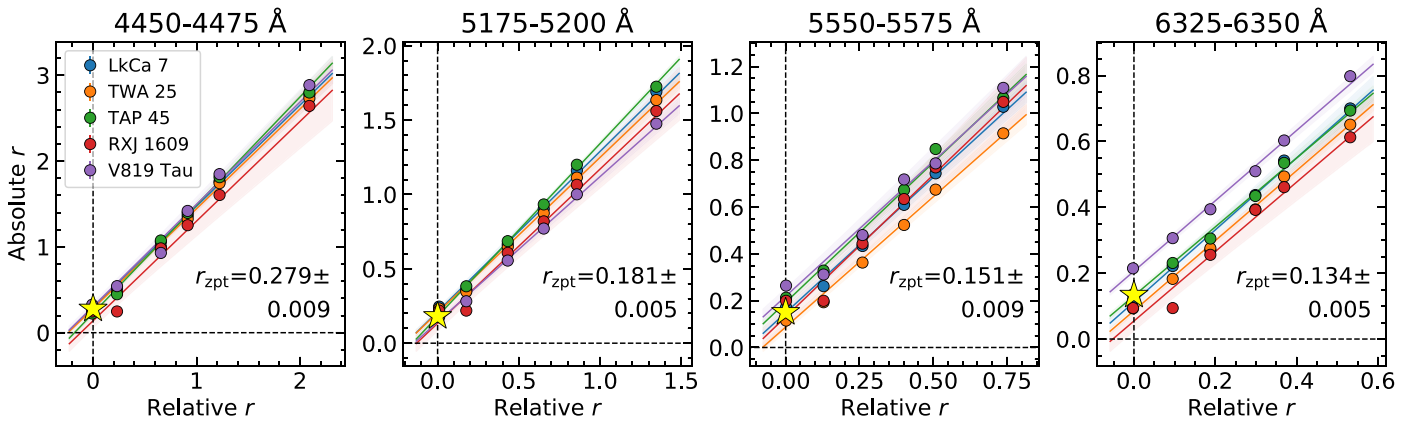 4450-4475 Å
5175-5200 Å
5550-5575 Å
6325-6350 Å
Absolute r
3
2
1
0
LkCa 7
TWA 25
TAP 45
RXJ 1609
V819 Tau
r_zpt=0.279±
0.009
0
1
2
Relative r
2.0
1.5
1.0
0.5
0.0
r_zpt=0.181±
0.005
0.0
0.5
1.0
1.5
Relative r
1.2
1.0
0.8
0.6
0.4
0.2
0.0
r_zpt=0.151±
0.009
0.00
0.25
0.50
0.75
Relative r
0.8
0.6
0.4
0.2
0.0
r_zpt=0.134±
0.005
0.0
0.2
0.4
0.6
Relative r